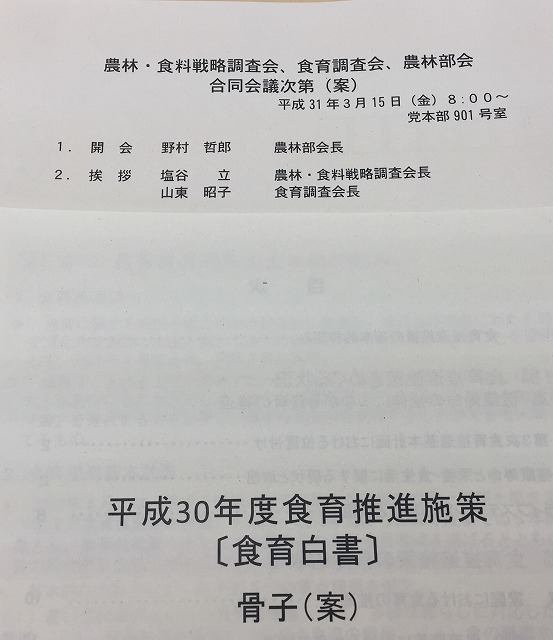 農林・食料戦略調査会、食育調査会、農林部会
合同会議次第（案）
平成31年3月15日（金）8:00～
党本部901号室
1. 開 会 野村 哲郎 農林部会長
2. 挨 拶 塩谷 立 農林・食料戦略調査会長
山東 昭子 食育調査会長
目 次
平成30年度食育推進施策
〔食育白書〕
骨子(案)